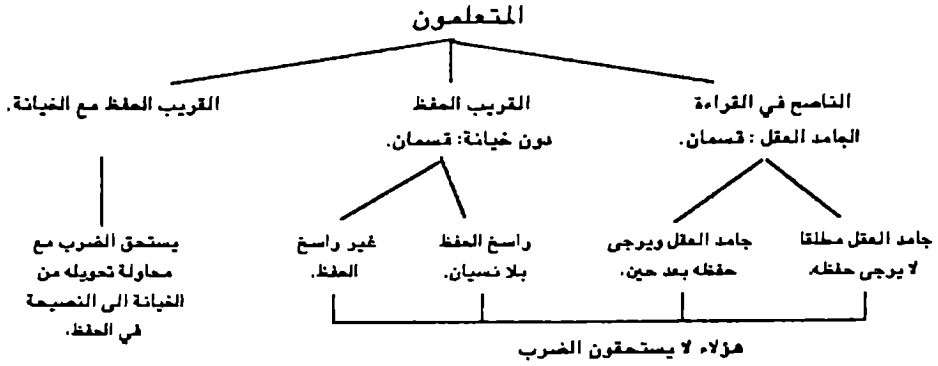 المتعلمون
الناصح في القراءة
الجامد العقل : قسمان.
القريب الحفظ
دون خيانة: قسمان.
القريب الحفظ مع الخيانة.
جامد العقل مطلقا
لا يرجى حفظه.
جامد العقل ويرجى
حفظه بعد حين.
راسخ الحفظ
بلا نسيان.
غير راسخ
الحفظ.
يستحق الضرب مع
محاولة تحويله من
الخيانة الى النصيحة
في الحفظ.
هؤلاء لا يستحقون الضرب